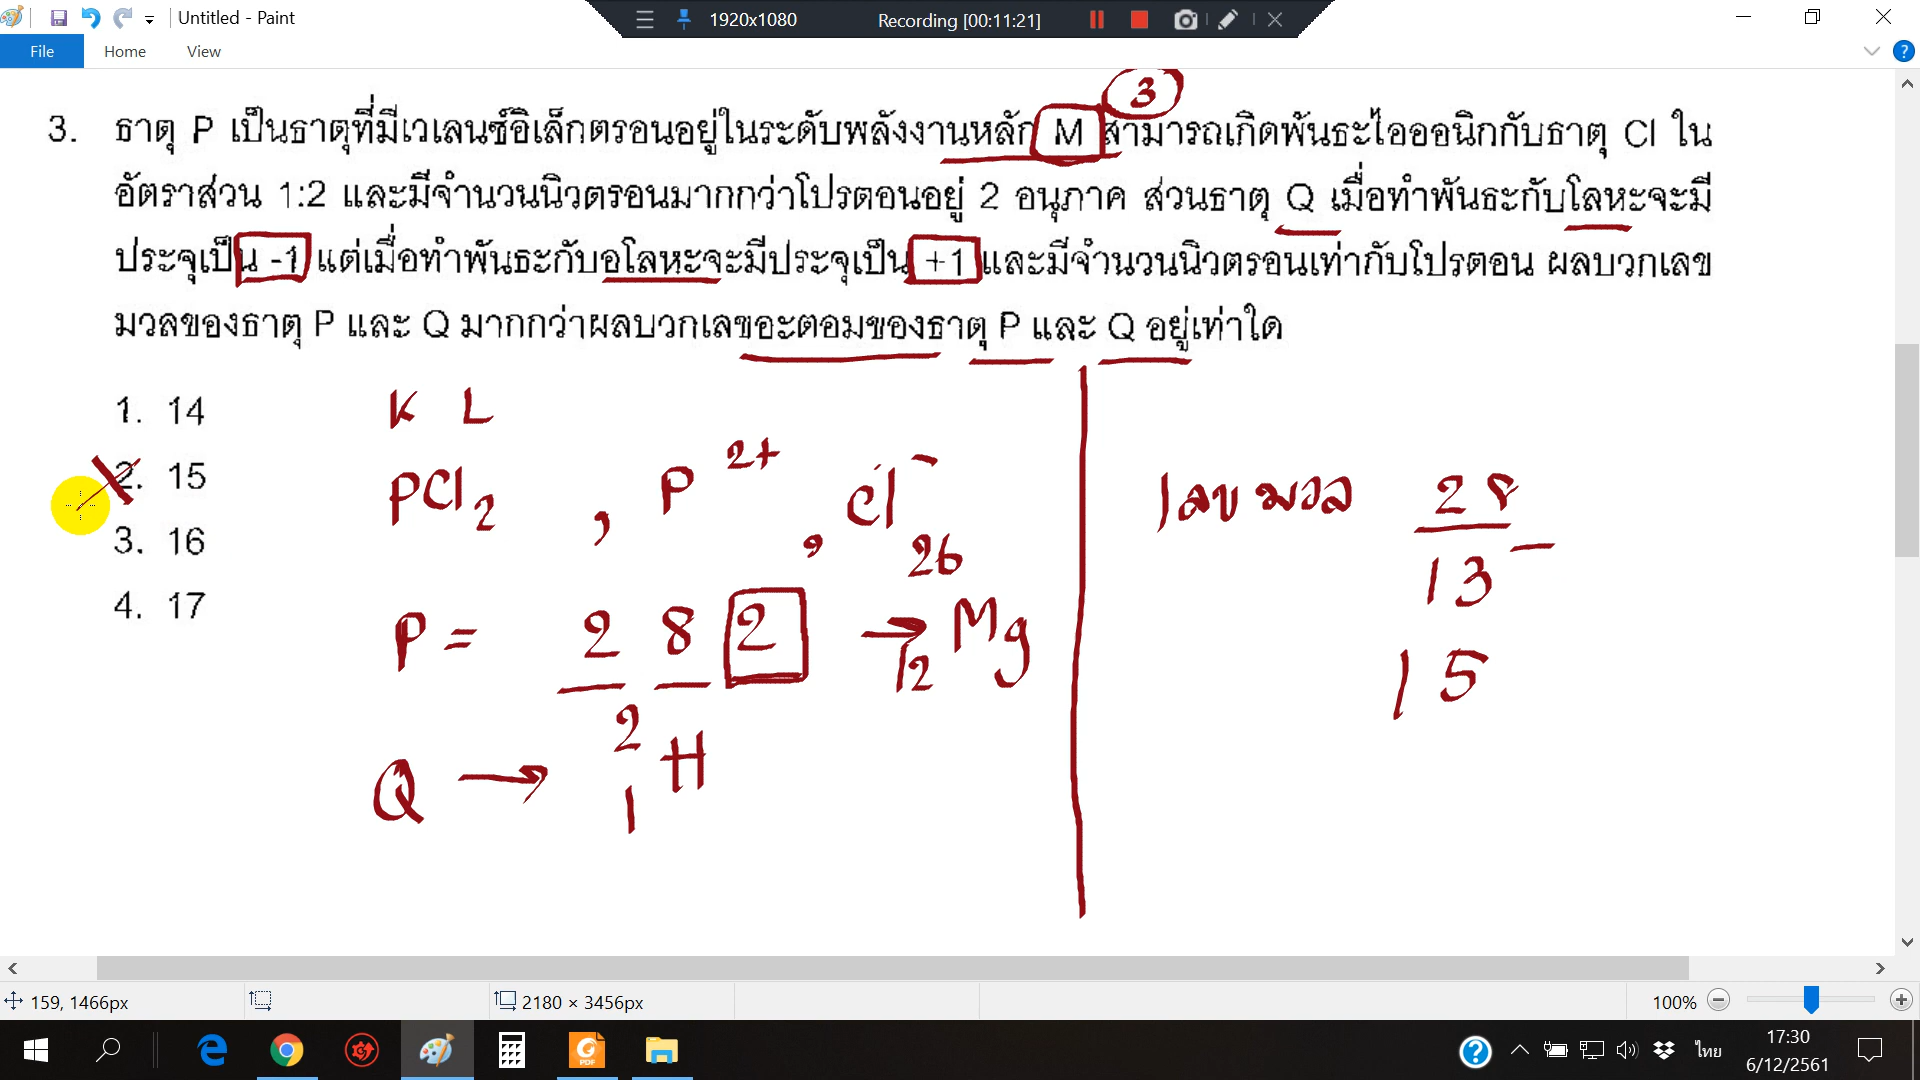 Untitled - Paint
1920x1080
Recording [00:11:21]
File Home View
3
3. ธาตุ P เป็นธาตุที่มีเวเลนซ์อิเล็กตรอนอยู่ในระดับพลังงานหลัก M สามารถเกิดพันธะไอออนิกกับธาตุ Cl ใน
อัตราส่วน 1:2 และมีจำนวนนิวตรอนมากกว่าโปรตอนอยู่ 2 อนุภาค ส่วนธาตุ Q เมื่อทำพันธะกับโลหะจะมี
ประจุเป็น -1 แต่เมื่อทำพันธะกับอโลหะจะมีประจุเป็น +1 และมีจำนวนนิวตรอนเท่ากับโปรตอน ผลบวกเลข
มวลของธาตุ P และ Q มากกว่าผลบวกเลขอะตอมของธาตุ P และ Q อยู่เท่าใด
1. 14
2. 15
3. 16
4. 17
K L
PCl2 , P2+ , Cl-
P = 2 8 2 → 26 12 Mg
Q → 2 1 H
เลขมวล 28
13 -
15
159, 1466px
2180 × 3456px
100%
PDF
ไทย
17:30
6/12/2561